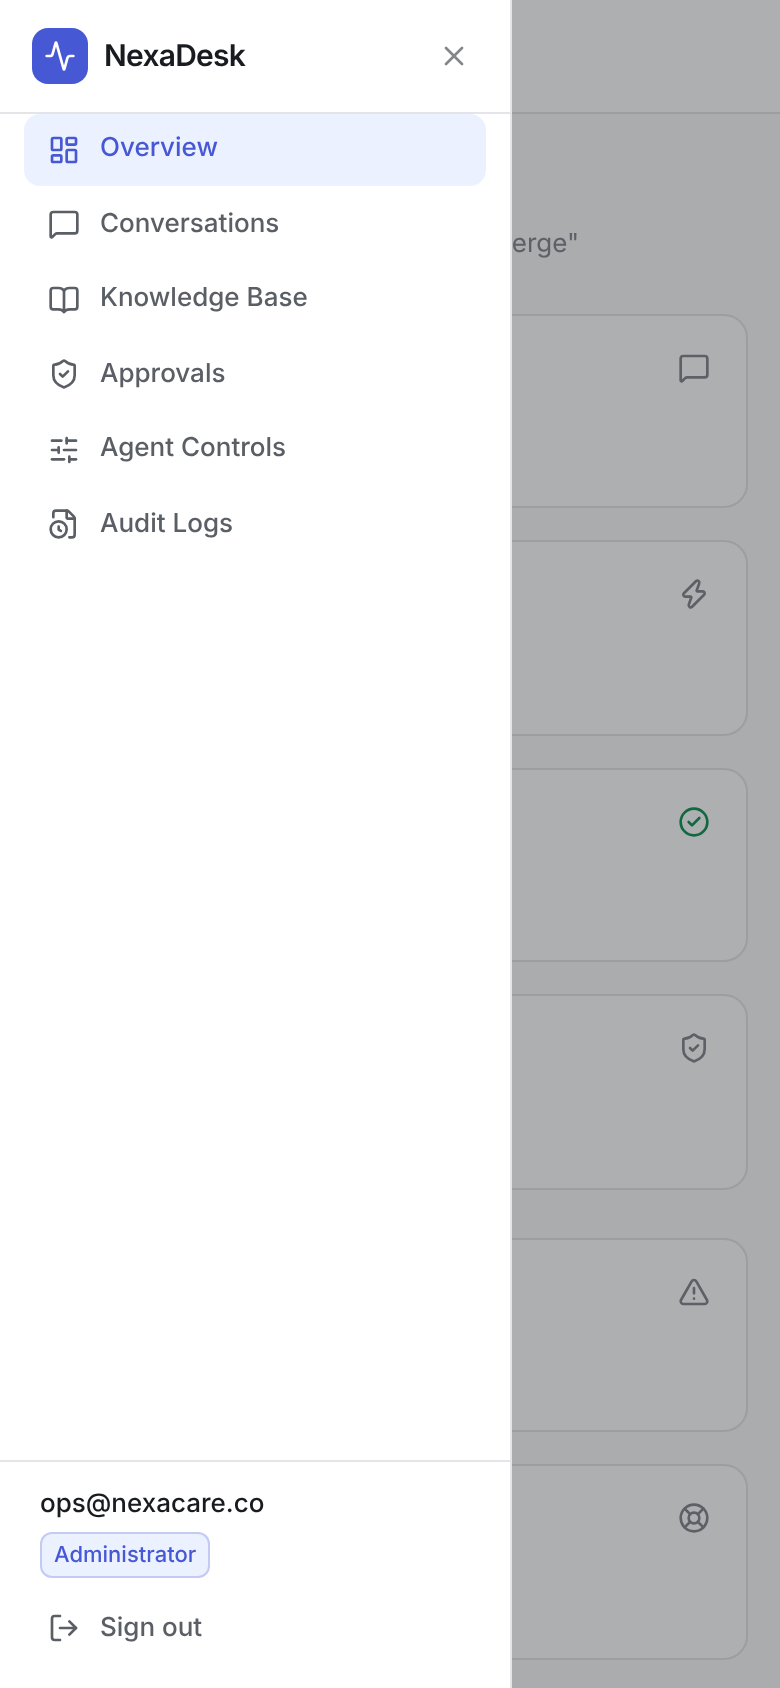 NexaDesk
Overview
Conversations
erge"
Knowledge Base
Approvals
Agent Controls
Audit Logs
ops@nexacare.co
Administrator
Sign out